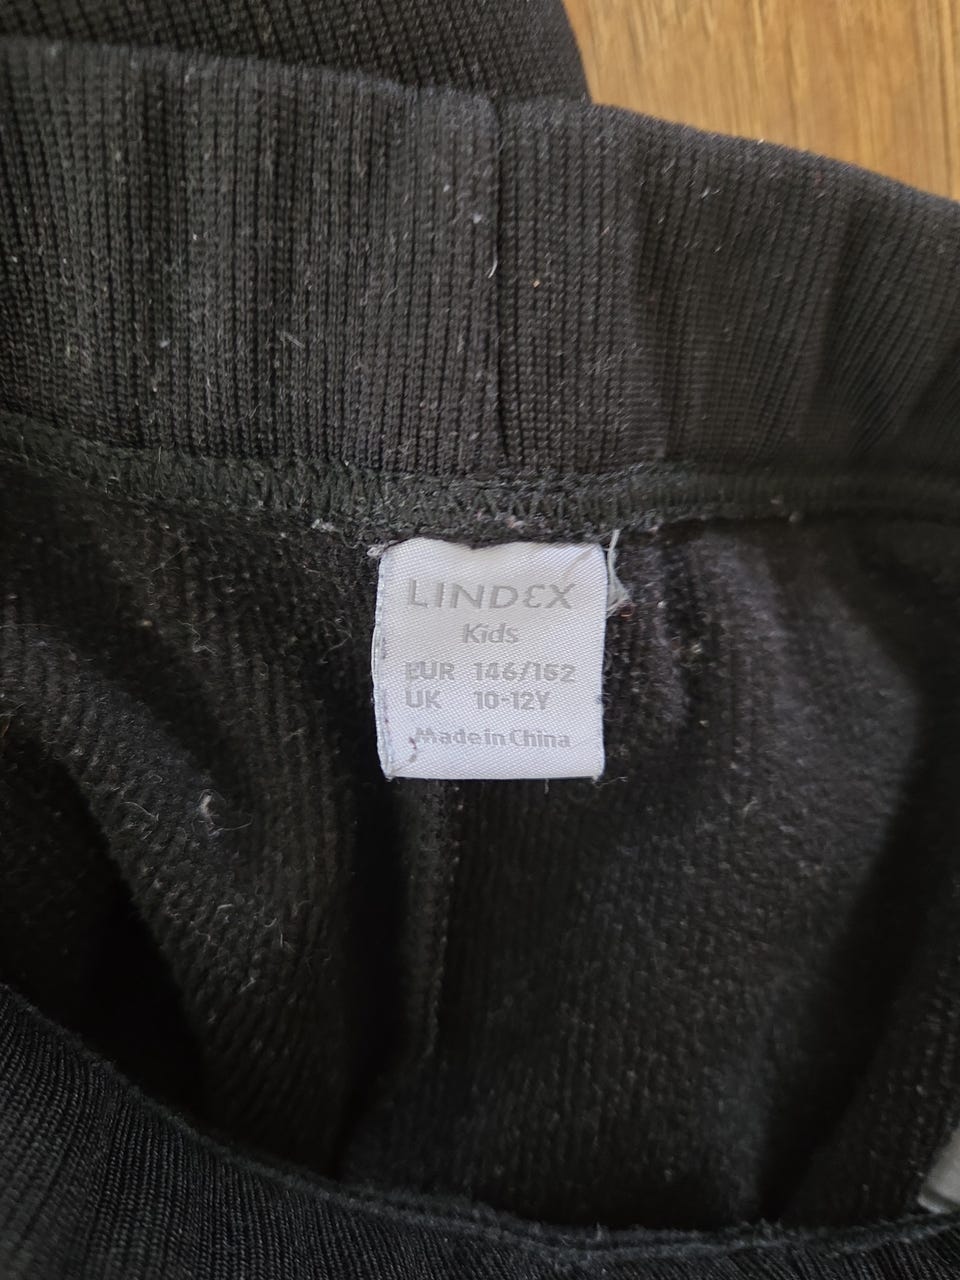 LINDEX
Kids
EUR 146/152
UK 10-12Y
Made in China